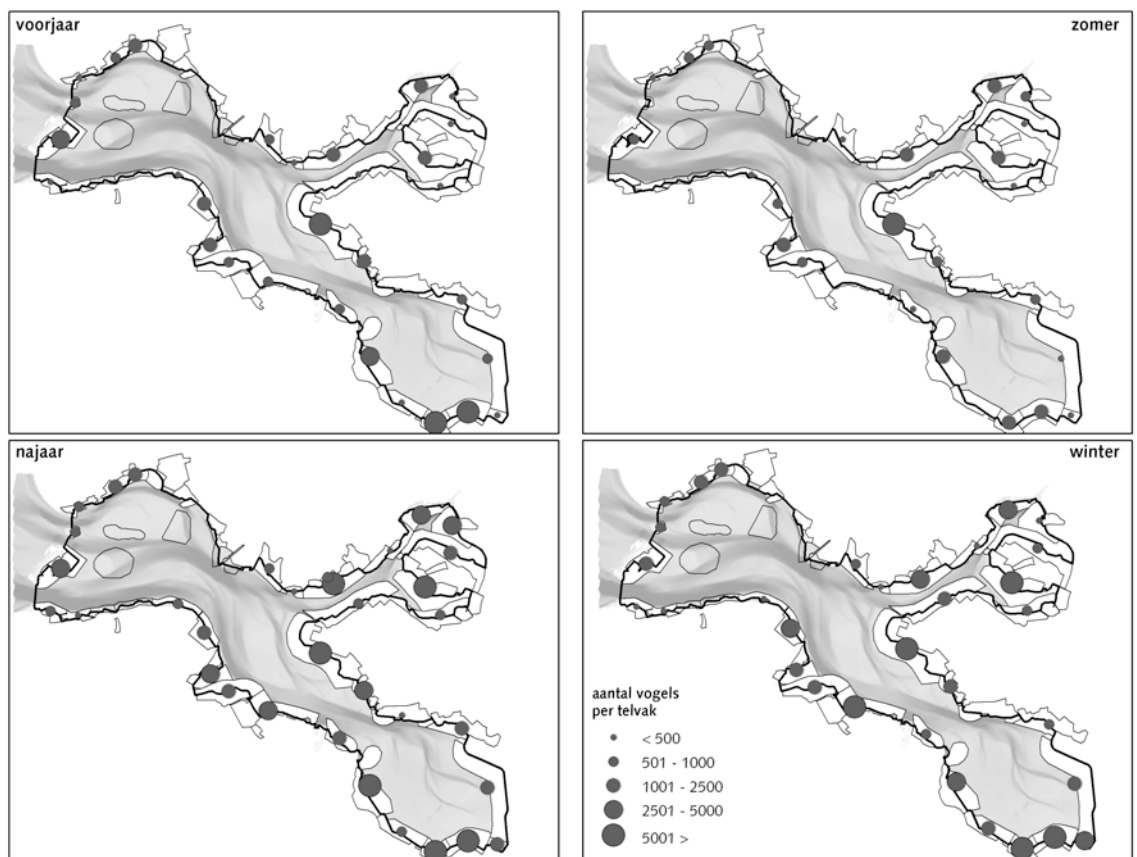 voorjaar
zomer
najaar
winter
aantal vogels
per telvak
< 500
501 - 1000
1001 - 2500
2501 - 5000
5001 >